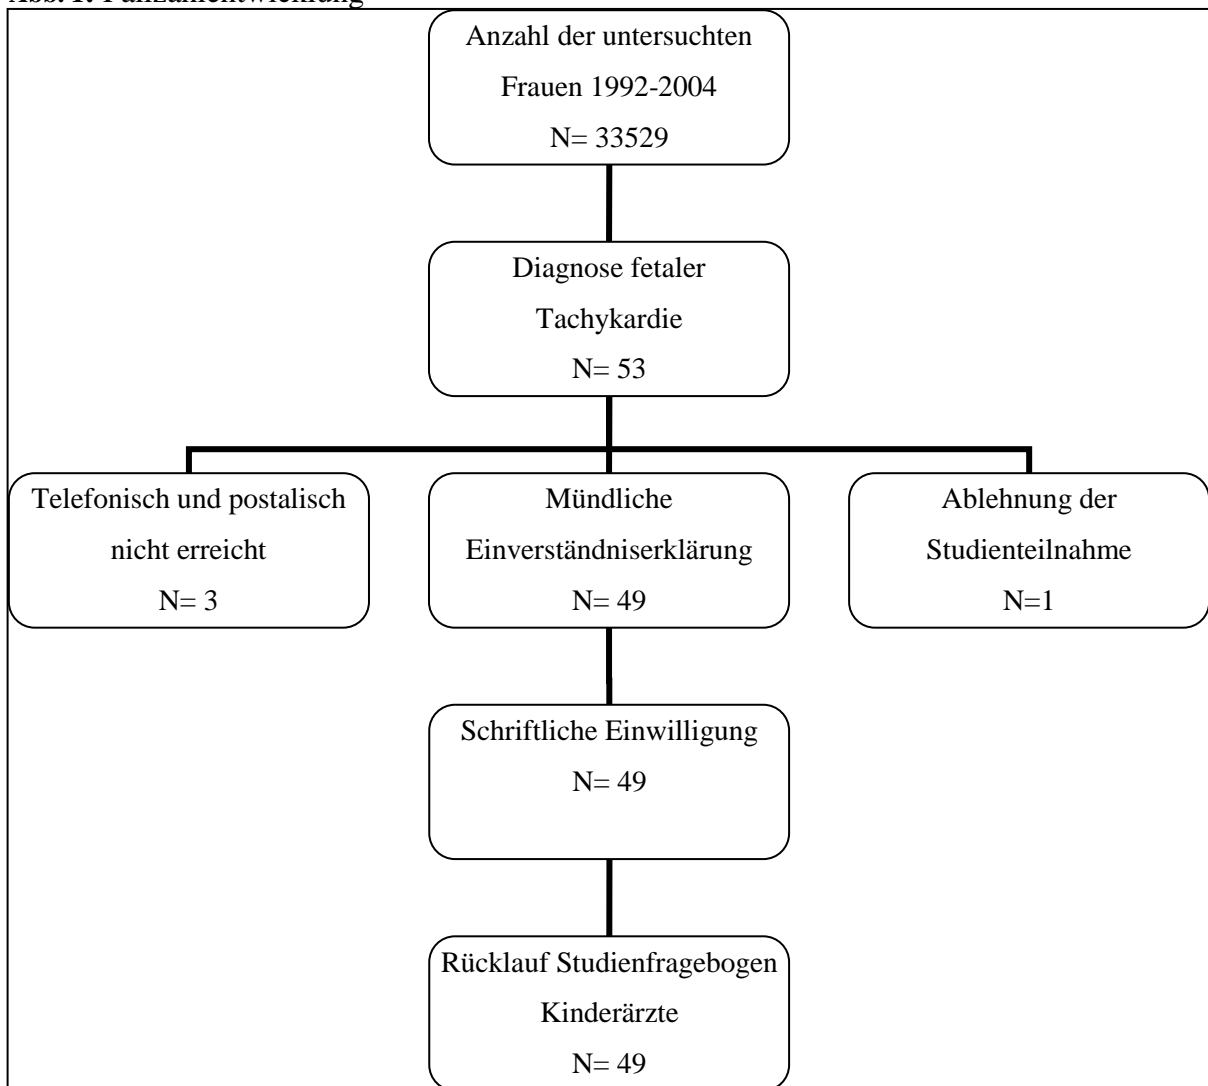 Abb. 1: Fallzahlentwicklung
Anzahl der untersuchten
Frauen 1992-2004
N= 33529
Diagnose fetaler
Tachykardie
N= 53
Telefonisch und postalisch
nicht erreicht
N= 3
Mündliche
Einverständniserklärung
N= 49
Ablehnung der
Studienteilnahme
N=1
Schriftliche Einwilligung
N= 49
Rücklauf Studienfragebogen
Kinderärzte
N= 49